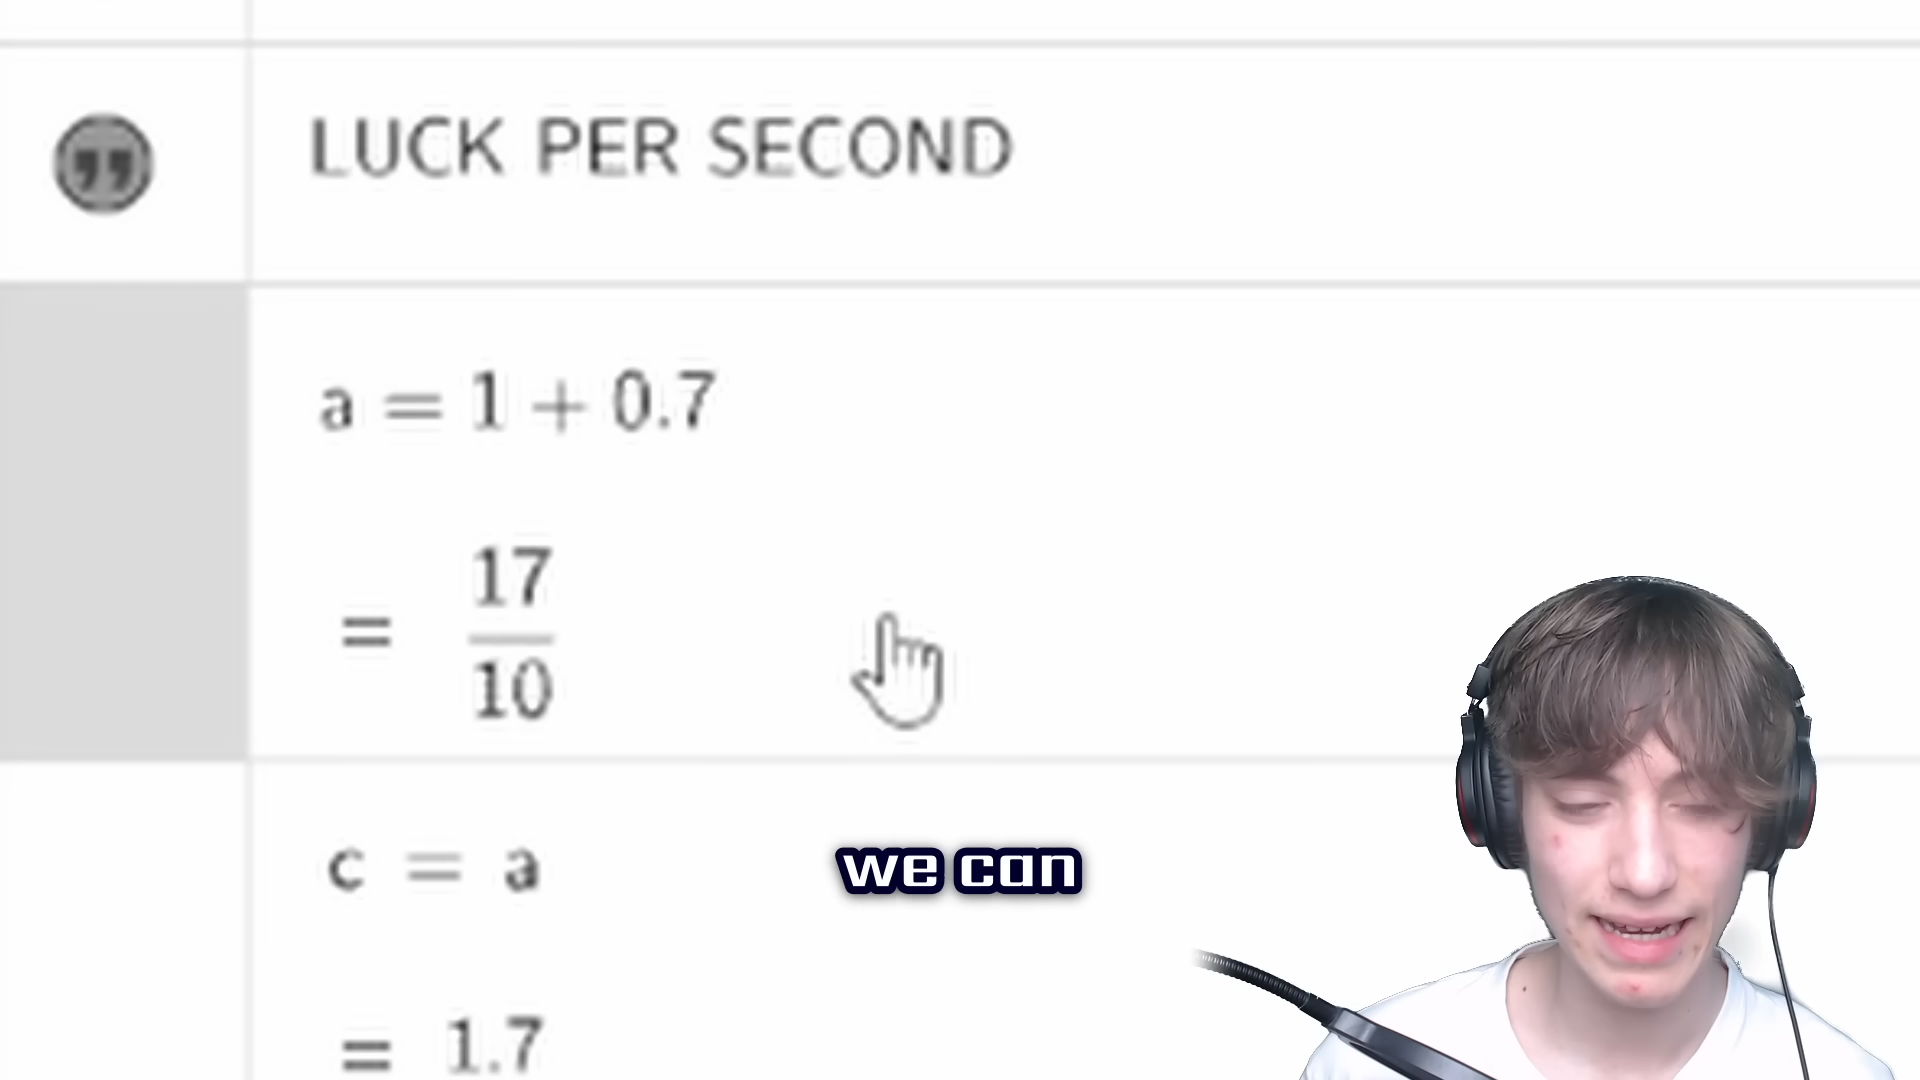 LUCK PER SECOND
a = 1 + 0.7
= 17/10
c = a
we can
= 1.7